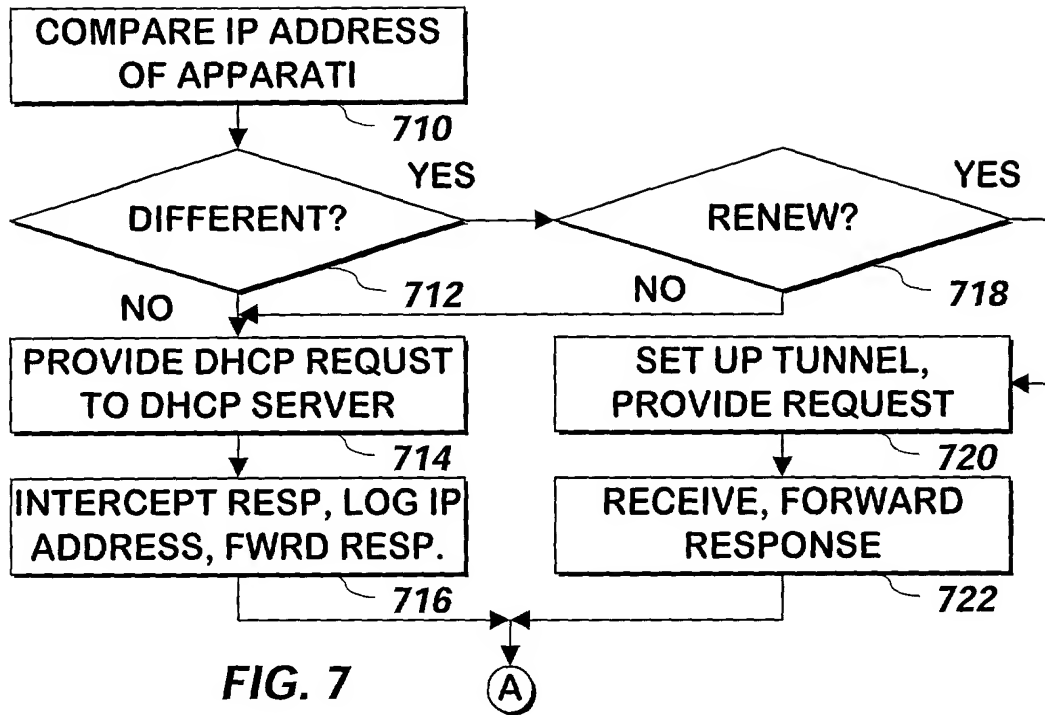 COMPARE IP ADDRESS
OF APPARATI
710
DIFFERENT?
YES
712
NO
RENEW?
YES
718
NO
PROVIDE DHCP REQUST
TO DHCP SERVER
714
SET UP TUNNEL,
PROVIDE REQUEST
720
INTERCEPT RESP, LOG IP
ADDRESS, FWRD RESP.
716
RECEIVE, FORWARD
RESPONSE
722
A
FIG. 7